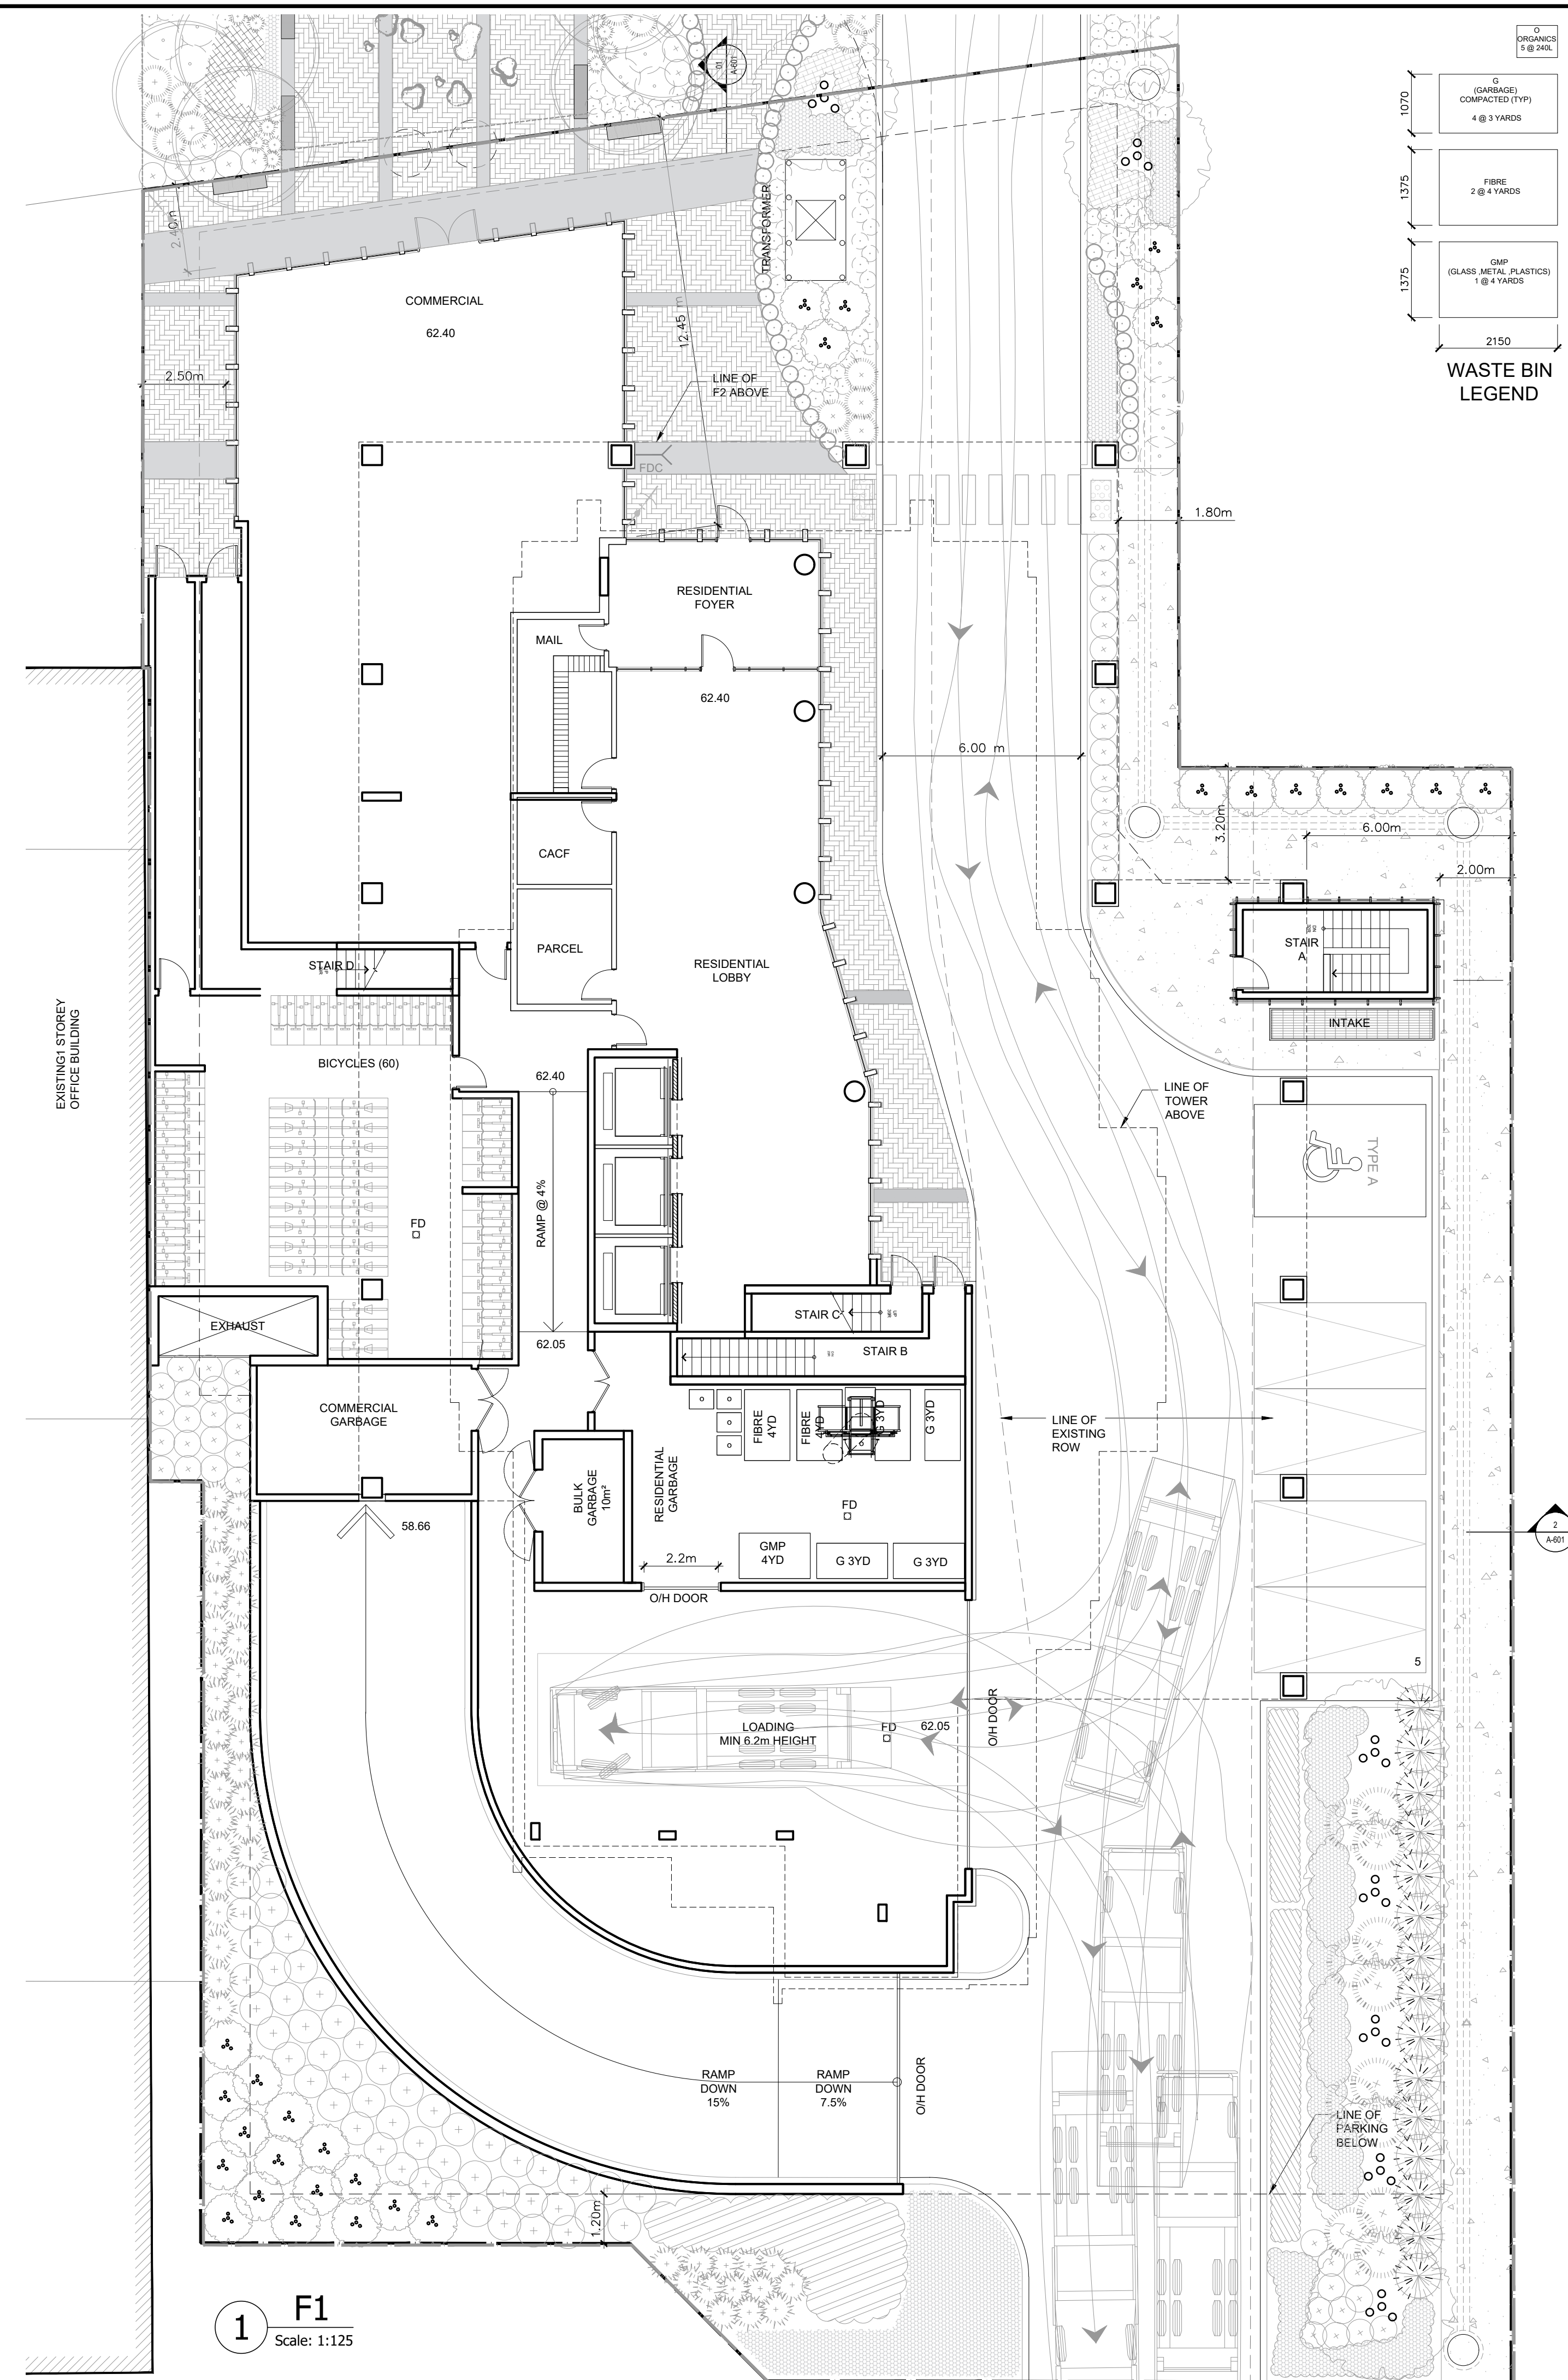 O
ORGANICS
5 @ 240L
G
(GARBAGE)
COMPACTED (TYP)
4 @ 3 YARDS
1070
FIBRE
2 @ 4 YARDS
1375
GMP
(GLASS ,METAL ,PLASTICS)
1 @ 4 YARDS
1375
2150
WASTE BIN
LEGEND
01
A-601
2.40m
TRANSFORMER
COMMERCIAL
62.40
12.45 m
2.50m
LINE OF
F2 ABOVE
FDC
1.80m
RESIDENTIAL
FOYER
MAIL
62.40
6.00 m
3.20m
6.00m
2.00m
CACF
PARCEL
RESIDENTIAL
LOBBY
STAIR D
STAIR
A
INTAKE
EXISTING1 STOREY
OFFICE BUILDING
BICYCLES (60)
62.40
LINE OF
TOWER
ABOVE
TYPE A
RAMP @ 4%
FD
EXHAUST
STAIR C
62.05
STAIR B
COMMERCIAL
GARBAGE
FIBRE
4YD
FIBRE
4YD
G 3YD
G 3YD
LINE OF
EXISTING
ROW
BULK
GARBAGE
10m²
RESIDENTIAL
GARBAGE
FD
58.66
2.2m
GMP
4YD
G 3YD
G 3YD
O/H DOOR
2
A-601
5
LOADING
MIN 6.2m HEIGHT
FD
62.05
O/H DOOR
RAMP
DOWN
15%
RAMP
DOWN
7.5%
O/H DOOR
LINE OF
PARKING
BELOW
1.20m
1
F1
Scale: 1:125